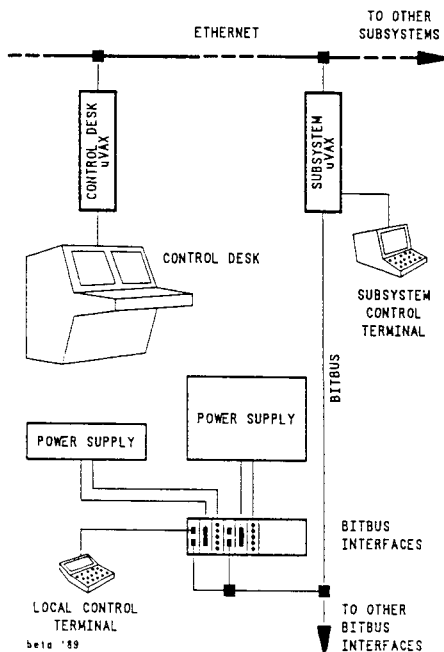 ETHERNET
TO OTHER
SUBSYSTEMS
CONTROL DESK
uVAX
SUBSYSTEM
uVAX
CONTROL DESK
SUBSYSTEM
CONTROL
TERMINAL
BITBUS
POWER SUPPLY
POWER SUPPLY
BITBUS
INTERFACES
LOCAL CONTROL
TERMINAL
TO OTHER
BITBUS
INTERFACES
beta '89